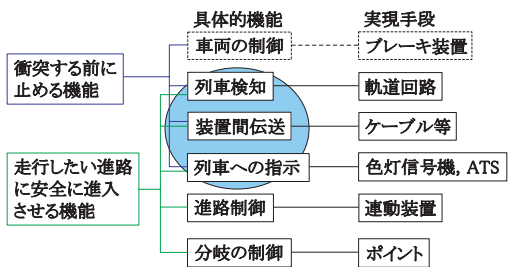 具体的機能 実現手段
車両の制御 ブレーキ装置
衝突する前に
止める機能
列車検知 軌道回路
装置間伝送 ケーブル等
走行したい進路
に安全に進入
させる機能
列車への指示 色灯信号機, ATS
進路制御 連動装置
分岐の制御 ポイント